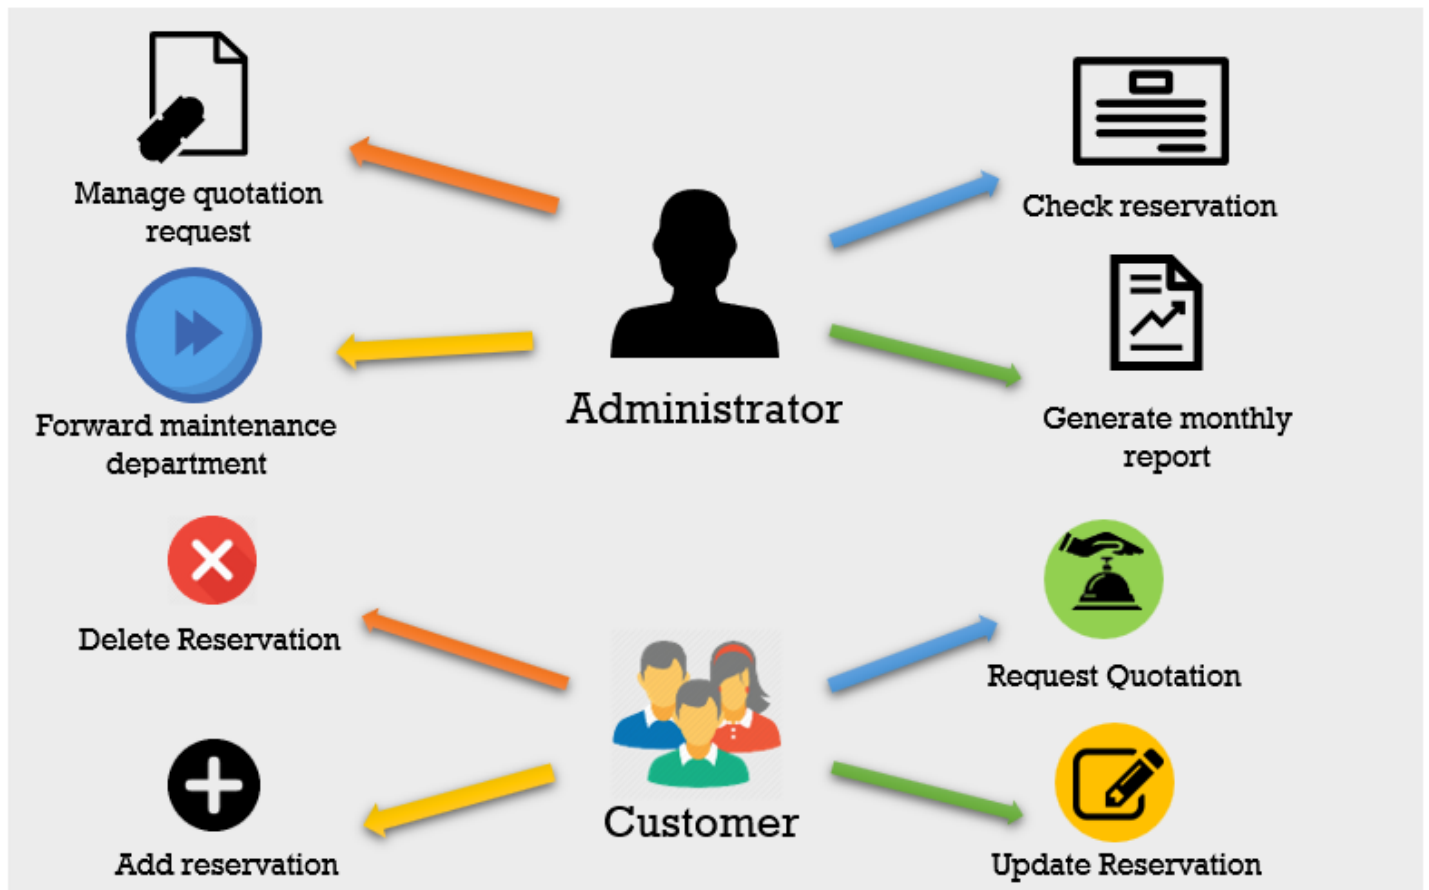 Manage quotation
request
Check reservation
Forward maintenance
department
Administrator
Generate monthly
report
Delete Reservation
Request Quotation
Customer
Add reservation
Update Reservation